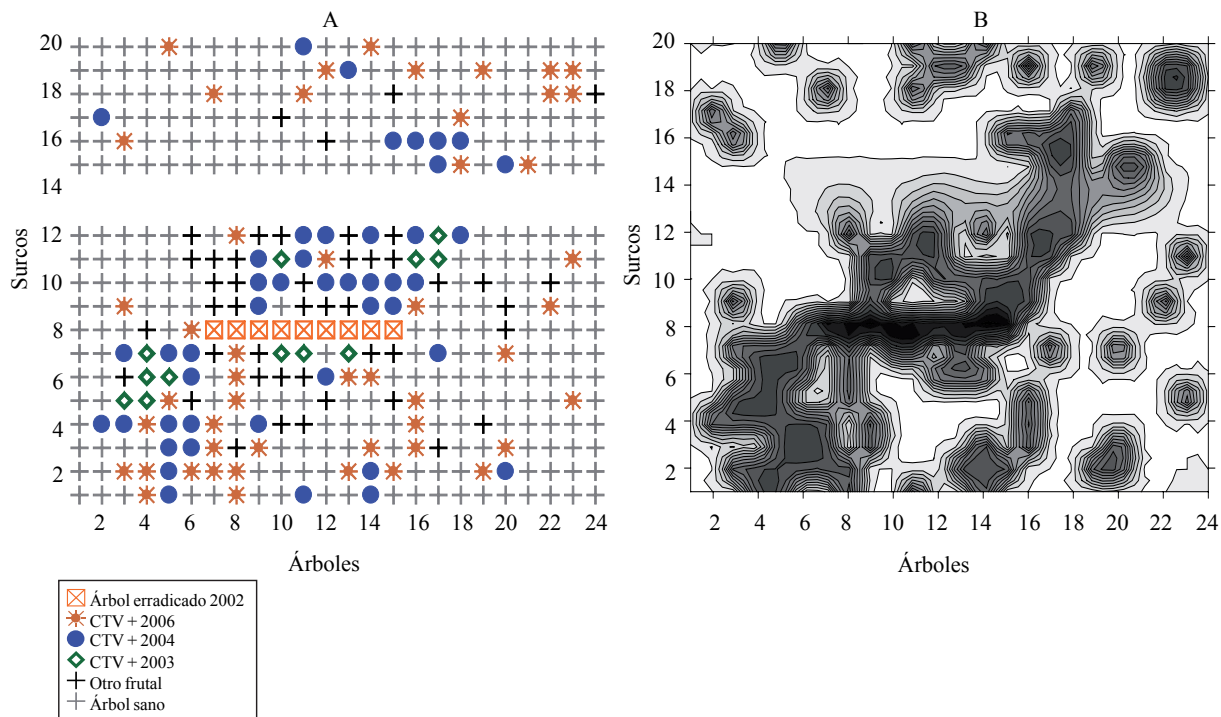 A
B
20
18
16
14
12
10
8
6
4
2
Surcos
2 4 6 8 10 12 14 16 18 20 22 24
Árboles
20
18
16
14
12
10
8
6
4
2
Surcos
2 4 6 8 10 12 14 16 18 20 22 24
Árboles
Árbol erradicado 2002
CTV + 2006
CTV + 2004
CTV + 2003
Otro frutal
Árbol sano